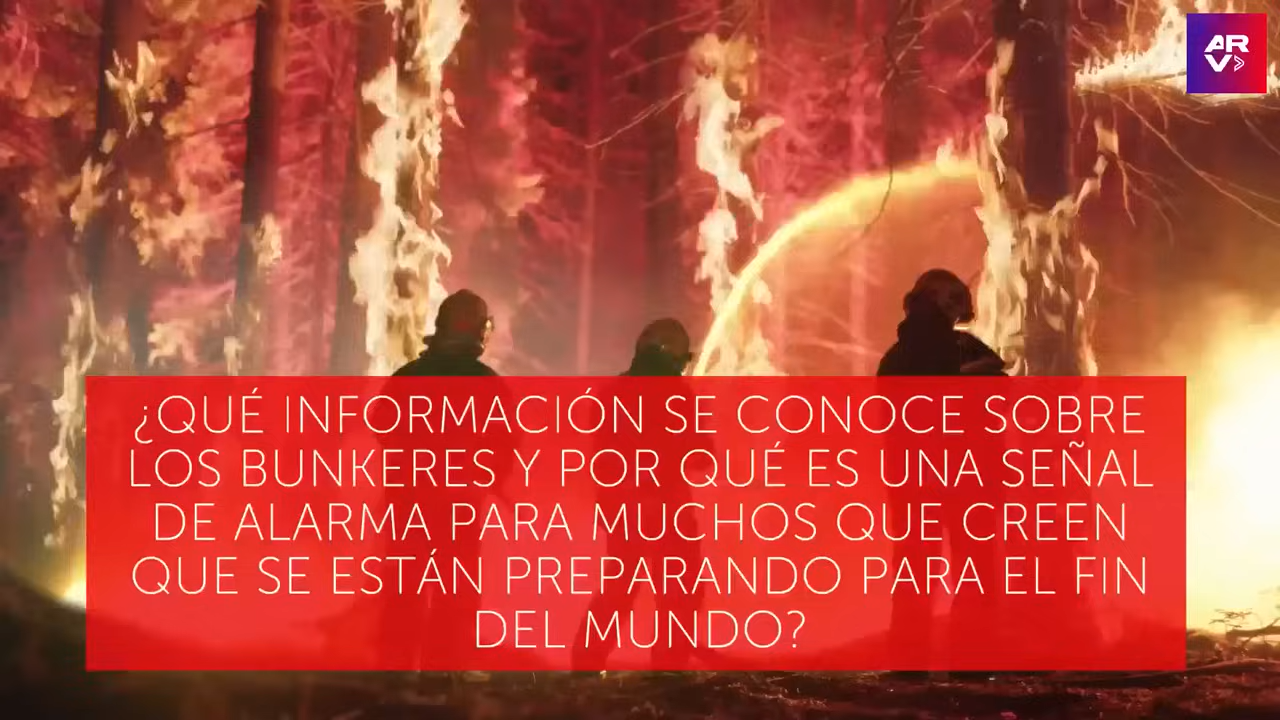 ARV
¿QUÉ INFORMACIÓN SE CONOCE SOBRE
LOS BUNKERES Y POR QUÉ ES UNA SEÑAL
DE ALARMA PARA MUCHOS QUE CREEN
QUE SE ESTÁN PREPARANDO PARA EL FIN
DEL MUNDO?